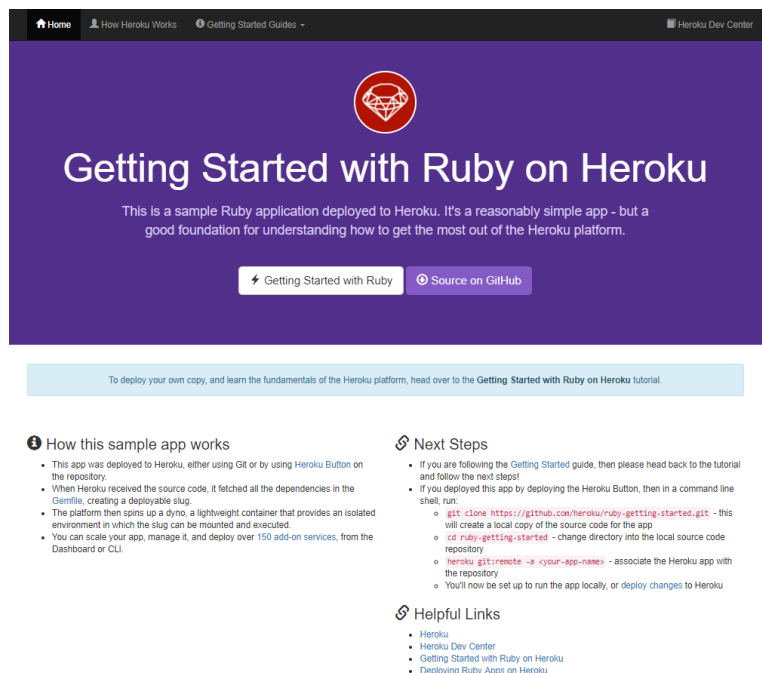 Home How Heroku Works Getting Started Guides Heroku Dev Center
Getting Started with Ruby on Heroku
This is a sample Ruby application deployed to Heroku. It's a reasonably simple app - but a
good foundation for understanding how to get the most out of the Heroku platform.
Getting Started with Ruby Source on GitHub
To deploy your own copy, and learn the fundamentals of the Heroku platform, head over to the Getting Started with Ruby on Heroku tutorial.
How this sample app works
This app was deployed to Heroku, either using Git or by using Heroku Button on
the repository.
When Heroku received the source code, it fetched all the dependencies in the
Gemfile, creating a deployable slug.
The platform then spins up a dyno, a lightweight container that provides an isolated
environment in which the slug can be mounted and executed.
You can scale your app, manage it, and deploy over 150 add-on services, from the
Dashboard or CLI.
Next Steps
If you are following the Getting Started guide, then please head back to the tutorial
and follow the next steps!
If you deployed this app by deploying the Heroku Button, then in a command line
shell, run:
git clone https://github.com/heroku/ruby-getting-started.git - this
will create a local copy of the source code for the app
cd ruby-getting-started - change directory into the local source code
repository
heroku git:remote -a <your-app-name> - associate the Heroku app with
the repository
You'll now be set up to run the app locally, or deploy changes to Heroku
Helpful Links
Heroku
Heroku Dev Center
Getting Started with Ruby on Heroku
Deploying Ruby Apps on Heroku